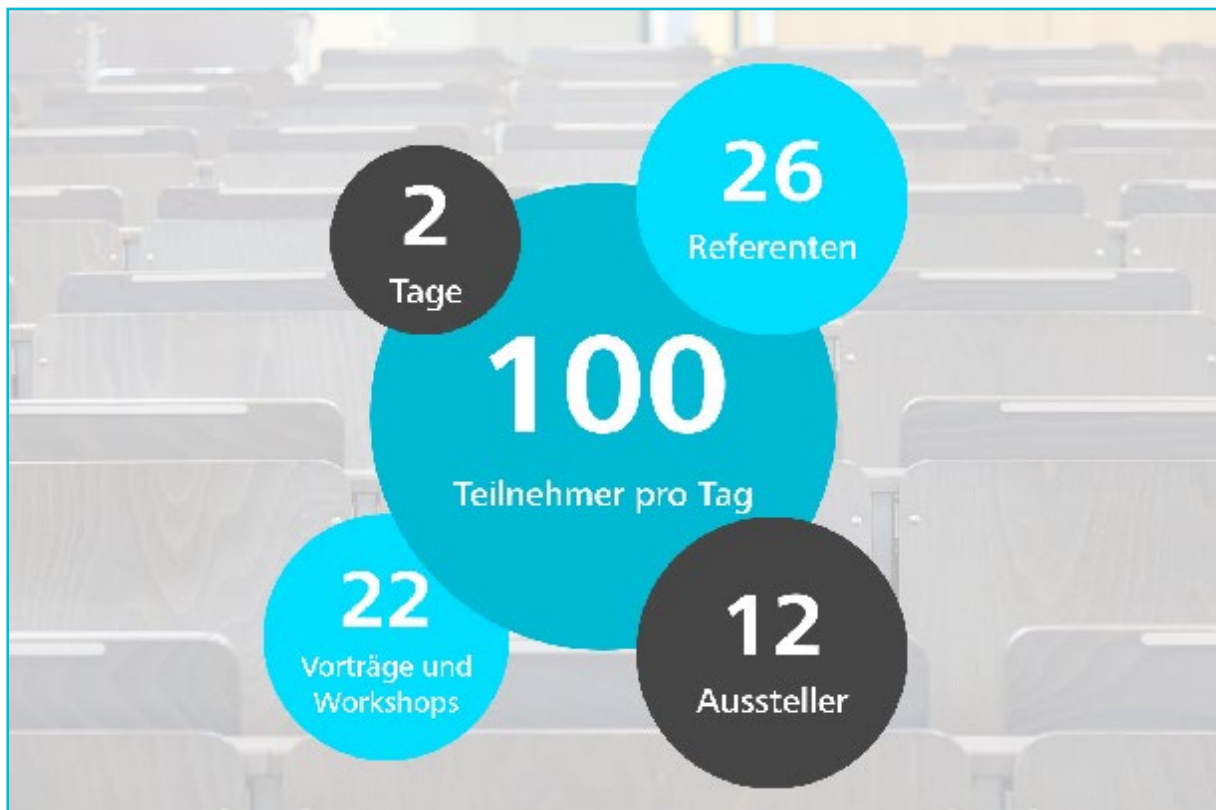 2
Tage
26
Referenten
100
Teilnehmer pro Tag
22
Vorträge und
Workshops
12
Aussteller